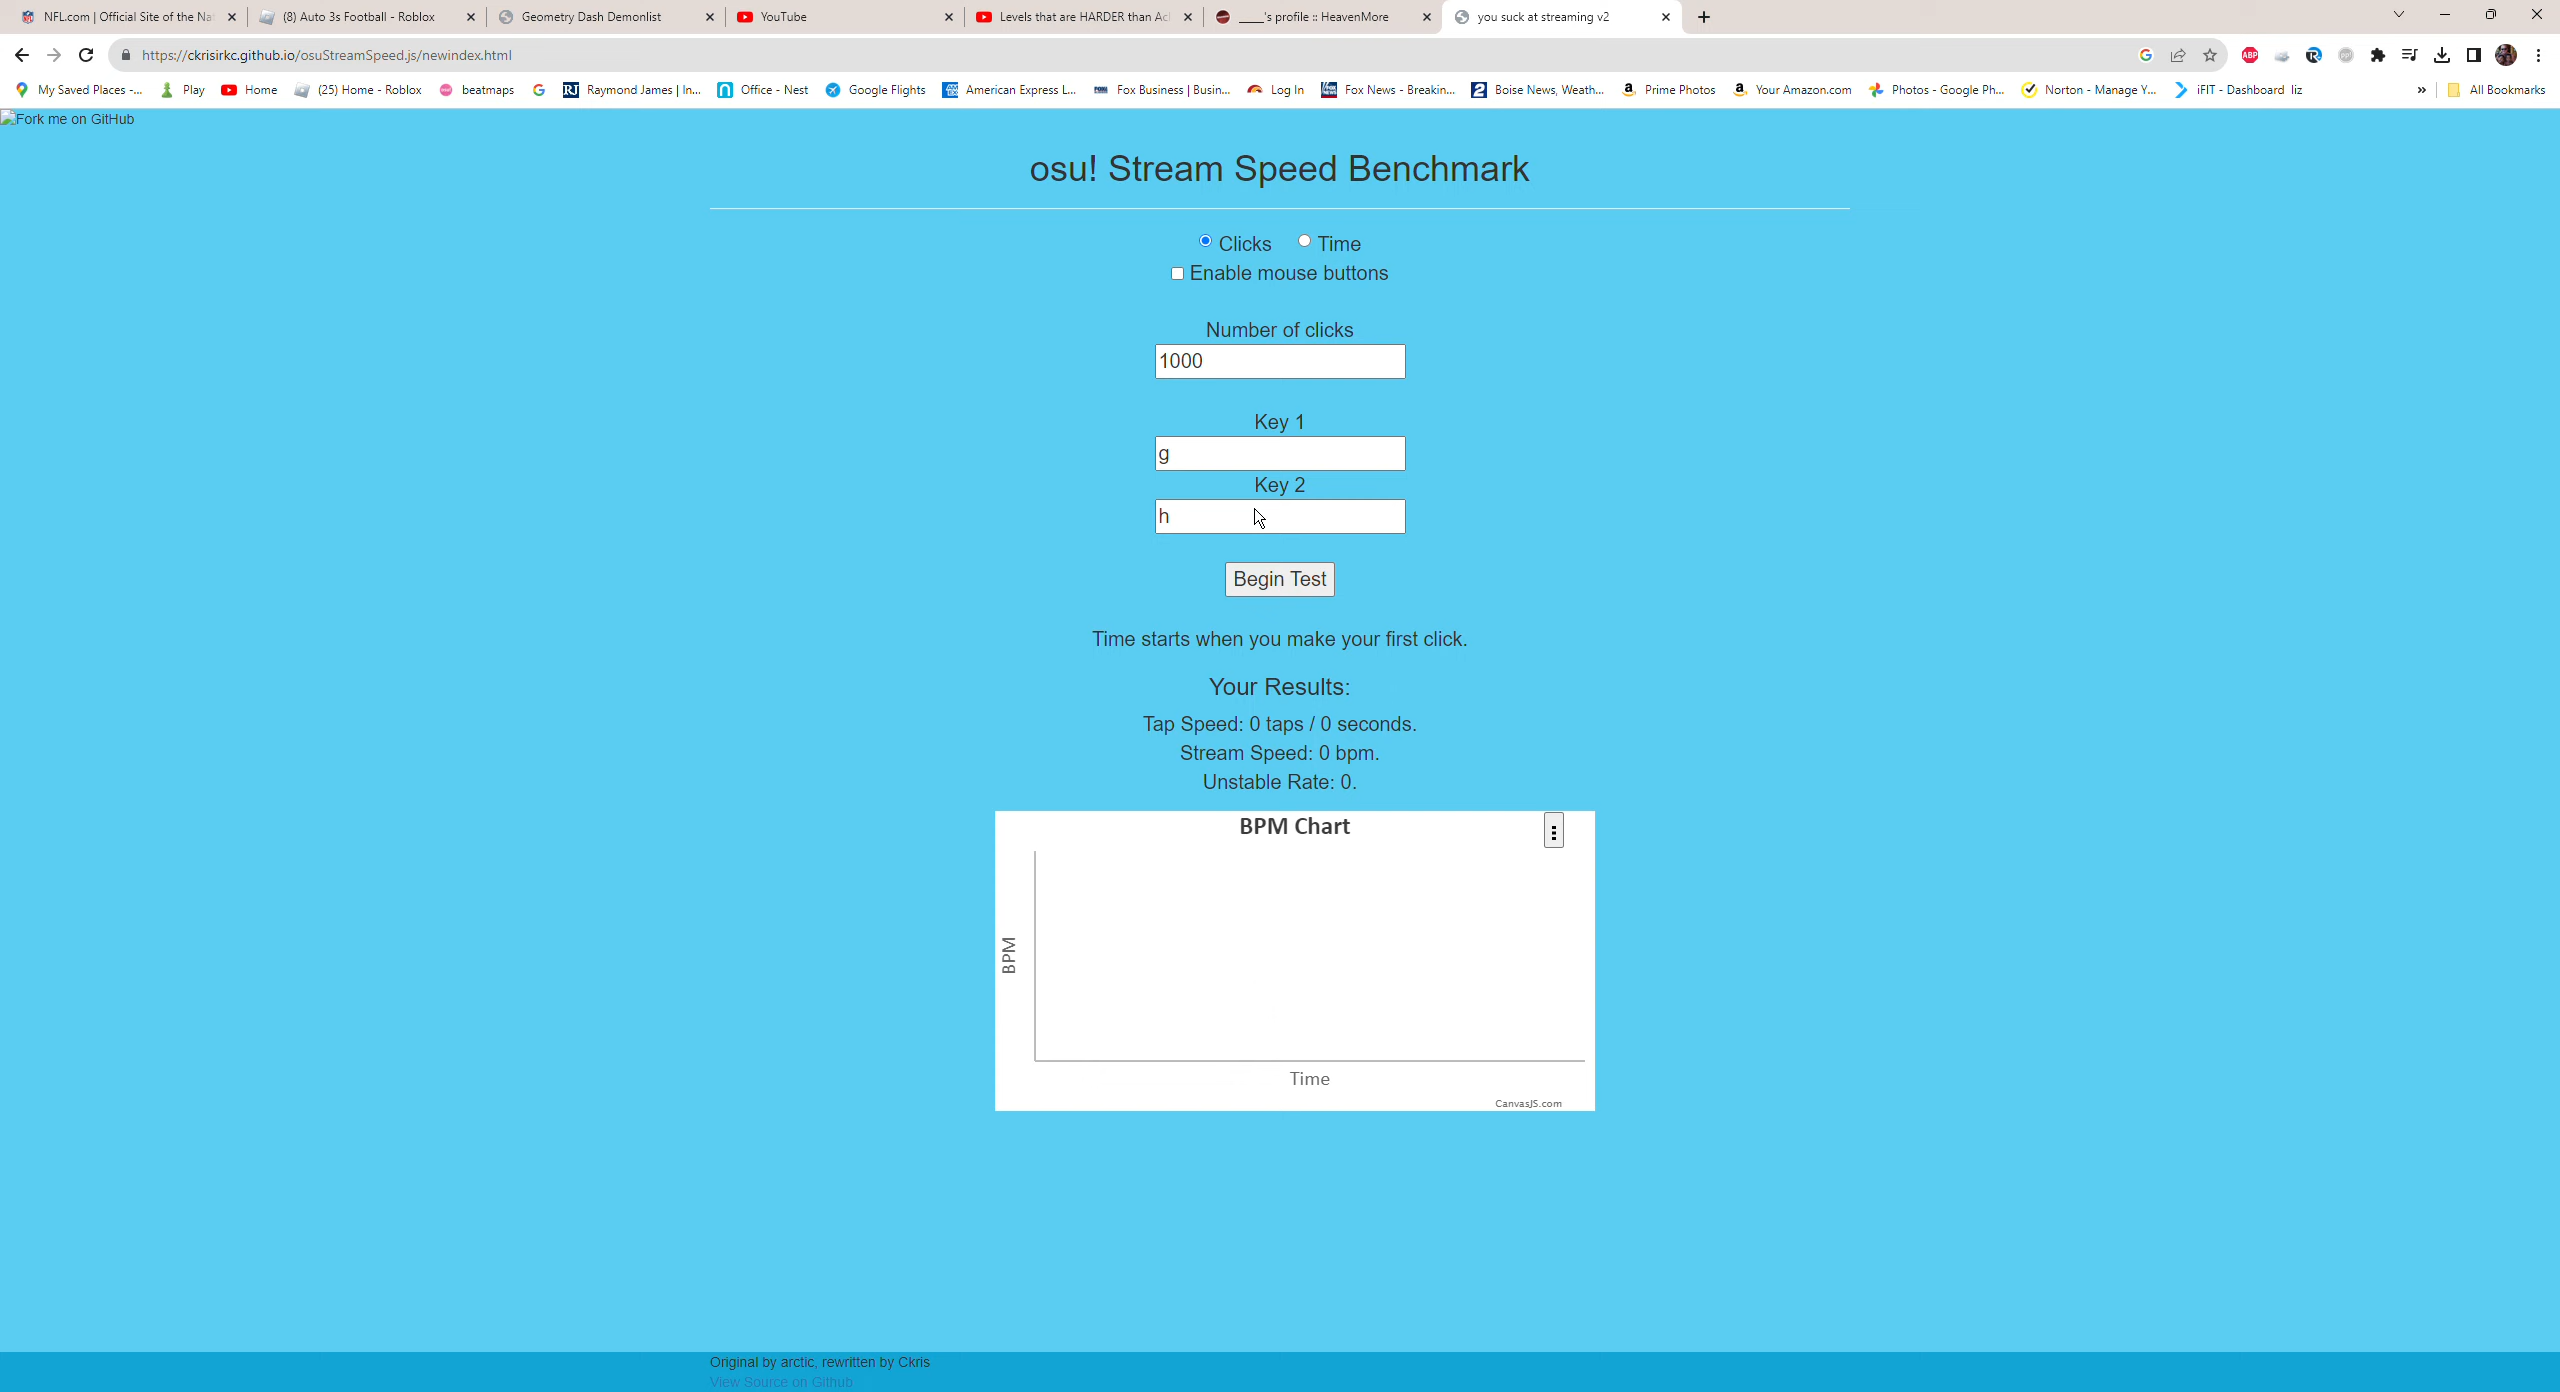 NFL.com | Official Site of the Na
(8) Auto 3s Football - Roblox
Geometry Dash Demonlist
YouTube
Levels that are HARDER than Ac
____'s profile :: HeavenMore
you suck at streaming v2
https://ckrisirkc.github.io/osuStreamSpeed.js/newindex.html
ABP
My Saved Places -...
Play
Home
(25) Home - Roblox
beatmaps
RJ Raymond James | In...
Office - Nest
Google Flights
American Express L...
Fox Business | Busin...
Log In
Fox News - Breakin...
2 Boise News, Weath...
Prime Photos
Your Amazon.com
Photos - Google Ph...
Norton - Manage Y...
iFIT - Dashboard liz
»
All Bookmarks
Fork me on GitHub
osu! Stream Speed Benchmark
Clicks Time
Enable mouse buttons
Number of clicks
1000
Key 1
g
Key 2
h
Begin Test
Time starts when you make your first click.
Your Results:
Tap Speed: 0 taps / 0 seconds.
Stream Speed: 0 bpm.
Unstable Rate: 0.
BPM Chart
BPM
Time
CanvasJS.com
Original by arctic, rewritten by Ckris
View Source on Github